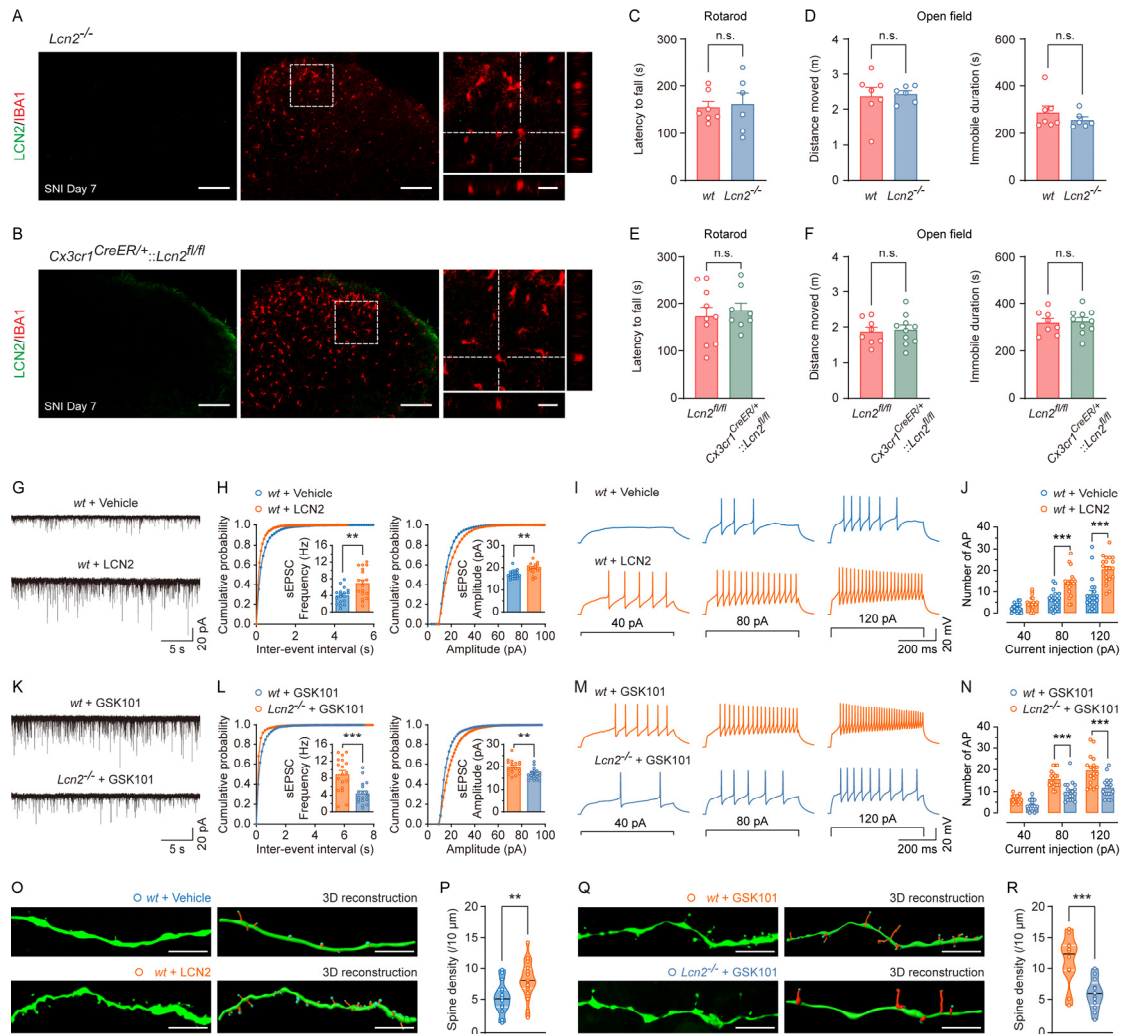 A
Lcn2-/-
LCN2/IBA1
SNI Day 7
B
Cx3cr1CreER/+::Lcn2fl/fl
LCN2/IBA1
SNI Day 7
C
Rotarod
n.s.
Latency to fall (s)
300
200
100
0
wt Lcn2-/-
D
Open field
n.s.
Distance moved (m)
4
3
2
1
0
wt Lcn2-/-
n.s.
Immobile duration (s)
600
400
200
0
wt Lcn2-/-
E
Rotarod
n.s.
Latency to fall (s)
300
200
100
0
Lcn2fl/fl
Cx3cr1CreER/+
::Lcn2fl/fl
F
Open field
n.s.
Distance moved (m)
4
3
2
1
0
Lcn2fl/fl
Cx3cr1CreER/+
::Lcn2fl/fl
n.s.
Immobile duration (s)
600
400
200
0
Lcn2fl/fl
Cx3cr1CreER/+
::Lcn2fl/fl
G
wt + Vehicle
wt + LCN2
5 s
20 pA
H
wt + Vehicle
wt + LCN2
Cumulative probability
1.0
0.8
0.6
0.4
0.2
0.0
0 2 4 6
Inter-event interval (s)
sEPSC
Frequency (Hz)
16
12
8
4
0
**
Cumulative probability
1.0
0.8
0.6
0.4
0.2
0.0
0 20 40 60 80 100
Amplitude (pA)
sEPSC
Amplitude (pA)
30
20
10
0
**
I
wt + Vehicle
wt + LCN2
40 pA
80 pA
120 pA
200 ms
20 mV
J
wt + Vehicle
wt + LCN2
Number of AP
40
30
20
10
0
***
***
40 80 120
Current injection (pA)
K
wt + GSK101
Lcn2-/- + GSK101
5 s
20 pA
L
wt + GSK101
Lcn2-/- + GSK101
Cumulative probability
1.0
0.8
0.6
0.4
0.2
0.0
0 2 4 6 8
Inter-event interval (s)
sEPSC
Frequency (Hz)
16
12
8
4
0
***
Cumulative probability
1.0
0.8
0.6
0.4
0.2
0.0
0 20 40 60 80 100
Amplitude (pA)
sEPSC
Amplitude (pA)
30
20
10
0
**
M
wt + GSK101
Lcn2-/- + GSK101
40 pA
80 pA
120 pA
200 ms
20 mV
N
wt + GSK101
Lcn2-/- + GSK101
Number of AP
40
30
20
10
0
***
***
40 80 120
Current injection (pA)
O
wt + Vehicle
3D reconstruction
wt + LCN2
3D reconstruction
P
Spine density (/10 µm)
20
15
10
5
0
**
Q
wt + GSK101
3D reconstruction
Lcn2-/- + GSK101
3D reconstruction
R
Spine density (/10 µm)
20
15
10
5
0
***